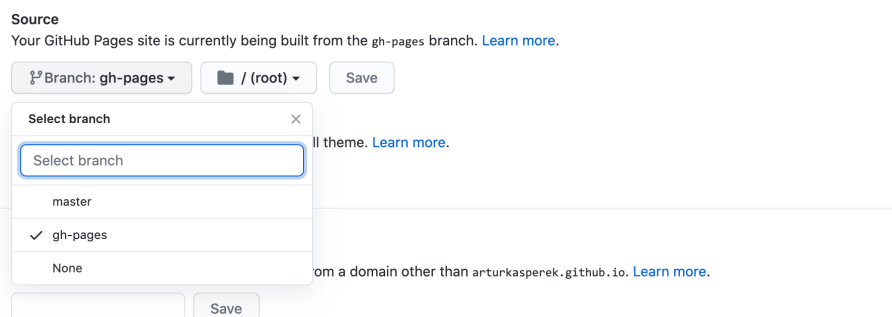 Source
Your GitHub Pages site is currently being built from the gh-pages branch. Learn more.
Branch: gh-pages / (root) Save
Select branch
ll theme. Learn more.
Select branch
master
gh-pages
None
om a domain other than arturkasperek.github.io. Learn more.
Save